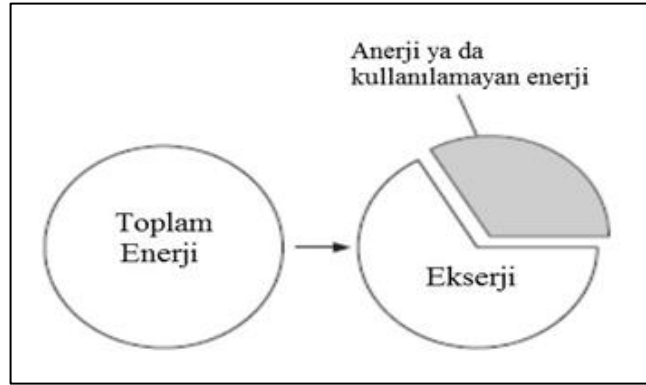 Anerji ya da
kullanılamayan enerji
Toplam
Enerji
Ekserji